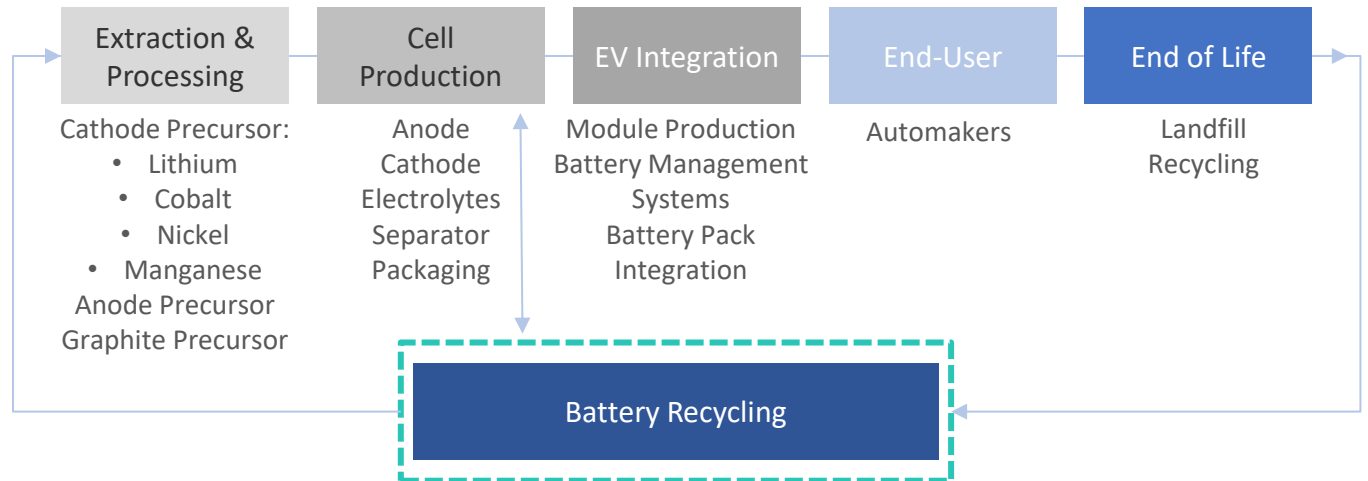 Extraction &
Processing
Cell
Production
EV Integration
End-User
End of Life
Cathode Precursor:
• Lithium
• Cobalt
• Nickel
• Manganese
Anode Precursor
Graphite Precursor
Anode
Cathode
Electrolytes
Separator
Packaging
Module Production
Battery Management
Systems
Battery Pack
Integration
Automakers
Landfill
Recycling
Battery Recycling